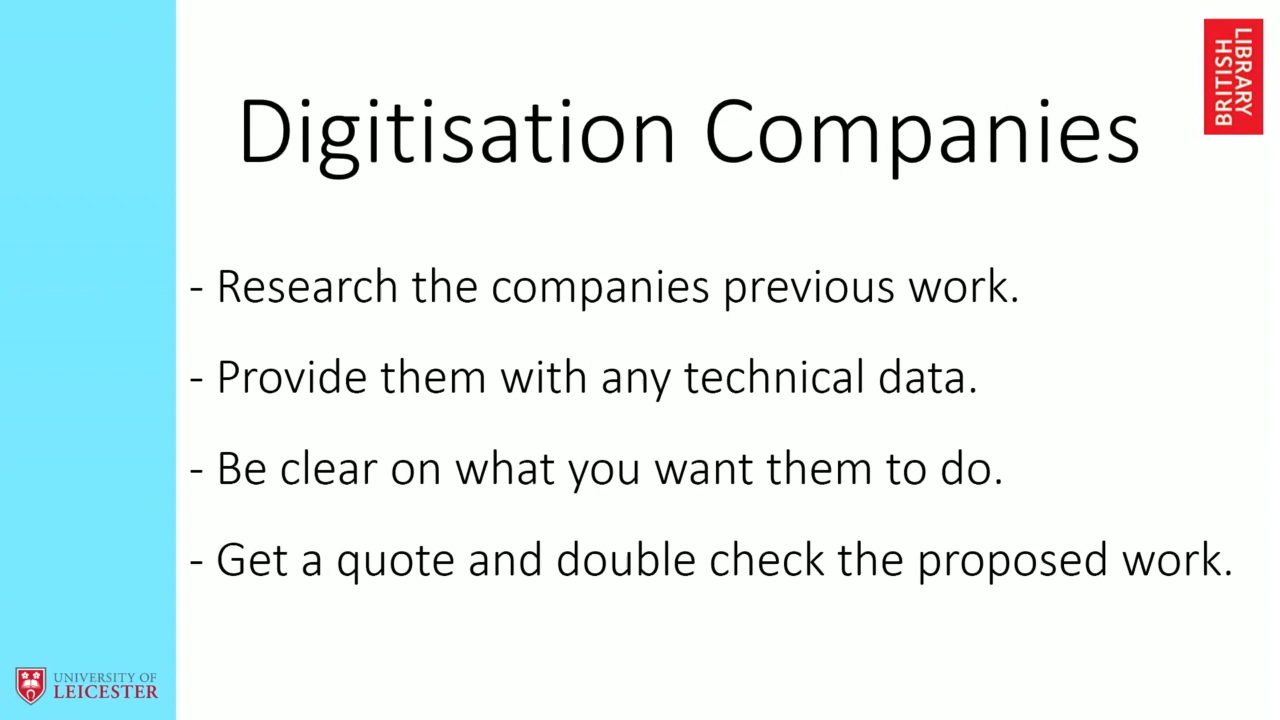 BRITISH
LIBRARY
Digitisation Companies
- Research the companies previous work.
- Provide them with any technical data.
- Be clear on what you want them to do.
- Get a quote and double check the proposed work.
UNIVERSITY OF
LEICESTER